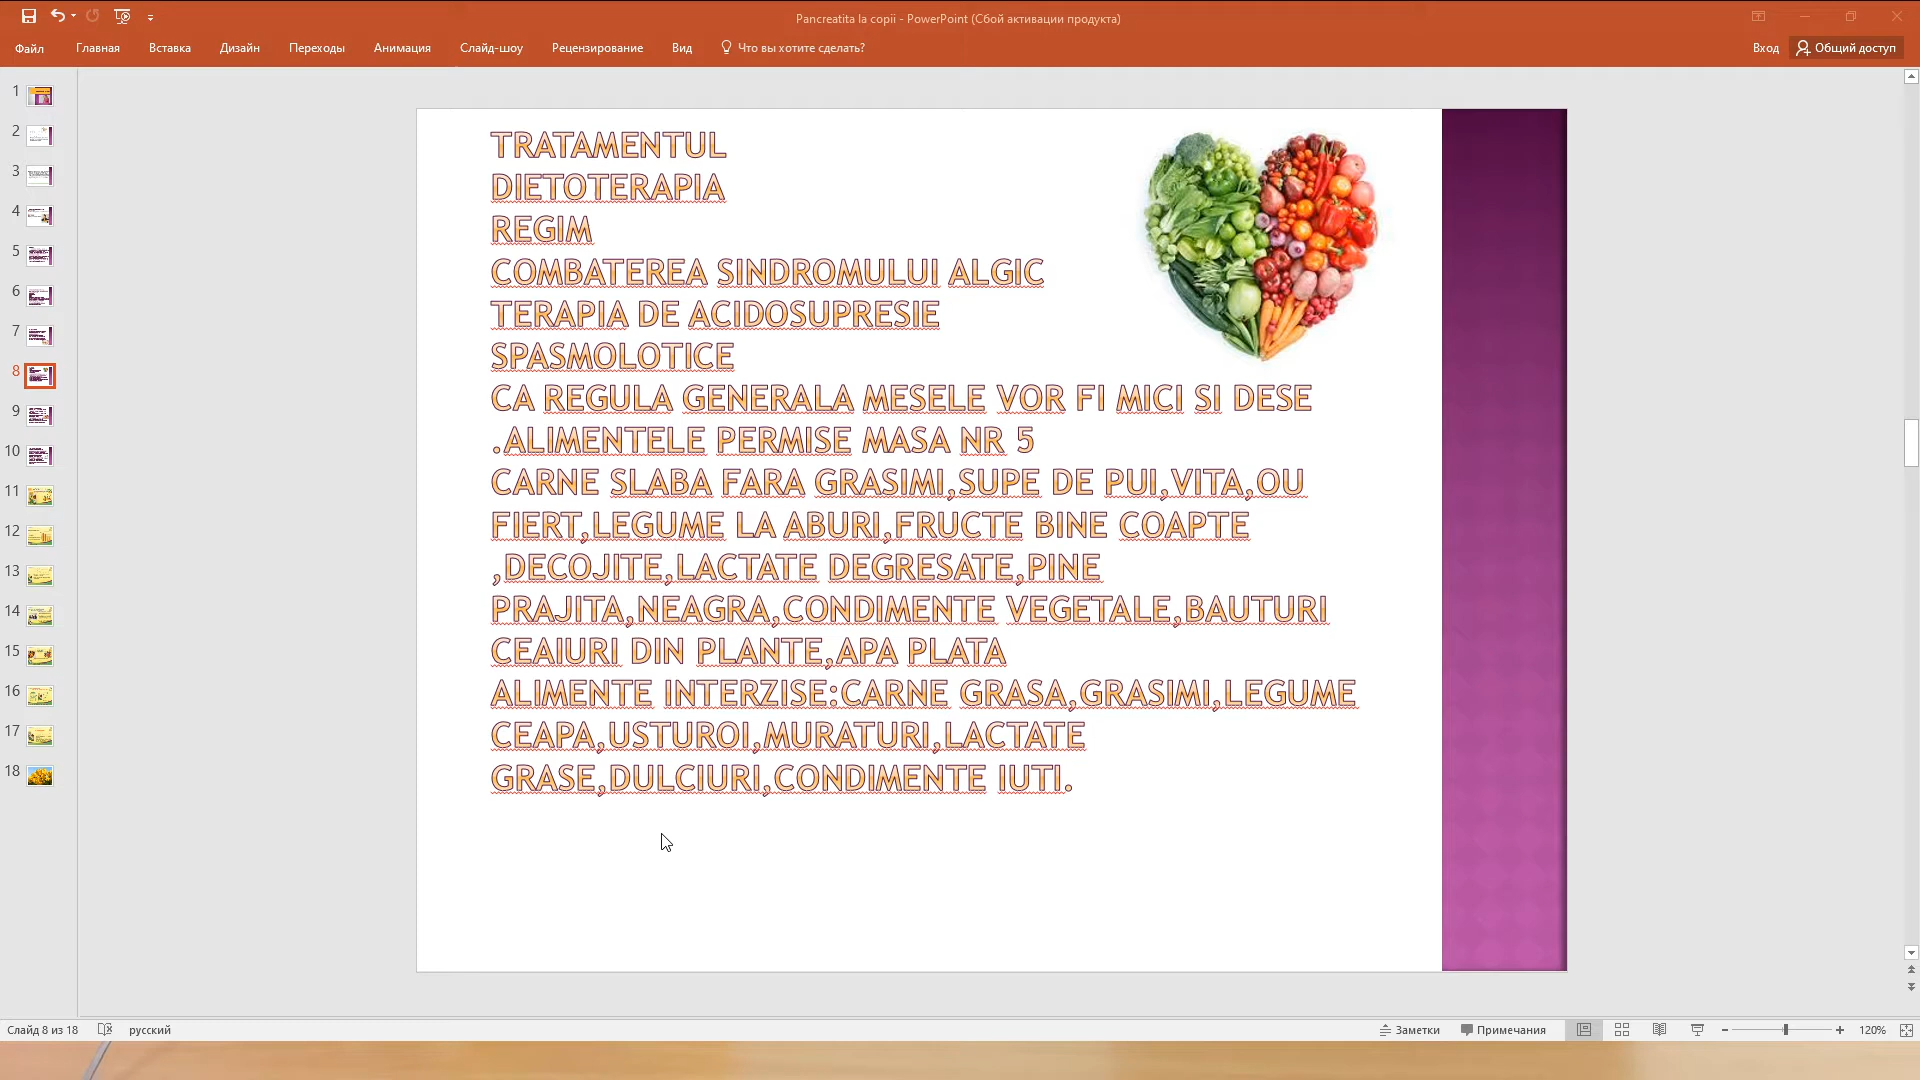 Pancreatita la copii - PowerPoint (Сбой активации продукта)
Файл Главная Вставка Дизайн Переходы Анимация Слайд-шоу Рецензирование Вид Что вы хотите сделать? Вход Общий доступ
1
2
3
4
5
6
7
8
9
10
11
12
13
14
15
16
17
18
TRATAMENTUL
DIETOTERAPIA
REGIM
COMBATEREA SINDROMULUI ALGIC
TERAPIA DE ACIDOSUPRESIE
SPASMOLOTICE
CA REGULA GENERALA MESELE VOR FI MICI SI DESE
.ALIMENTELE PERMISE MASA NR 5
CARNE SLABA FARA GRASIMI,SUPE DE PUI,VITA,OU
FIERT,LEGUME LA ABURI,FRUCTE BINE COAPTE
,DECOJITE,LACTATE DEGRESATE,PINE
PRAJITA,NEAGRA,CONDIMENTE VEGETALE,BAUTURI
CEAIURI DIN PLANTE,APA PLATA
ALIMENTE INTERZISE:CARNE GRASA,GRASIMI,LEGUME
CEAPA,USTUROI,MURATURI,LACTATE
GRASE,DULCIURI,CONDIMENTE IUTI.
Слайд 8 из 18 русский Заметки Примечания 120%